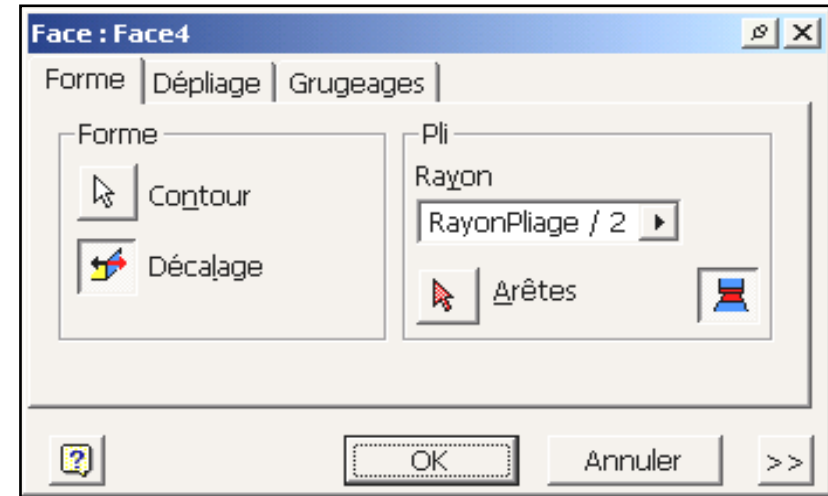 Face : Face4
Forme Dépliage Grugeages
Forme
Contour
Décalage
Pli
Rayon
RayonPliage / 2
Arêtes
OK Annuler >>